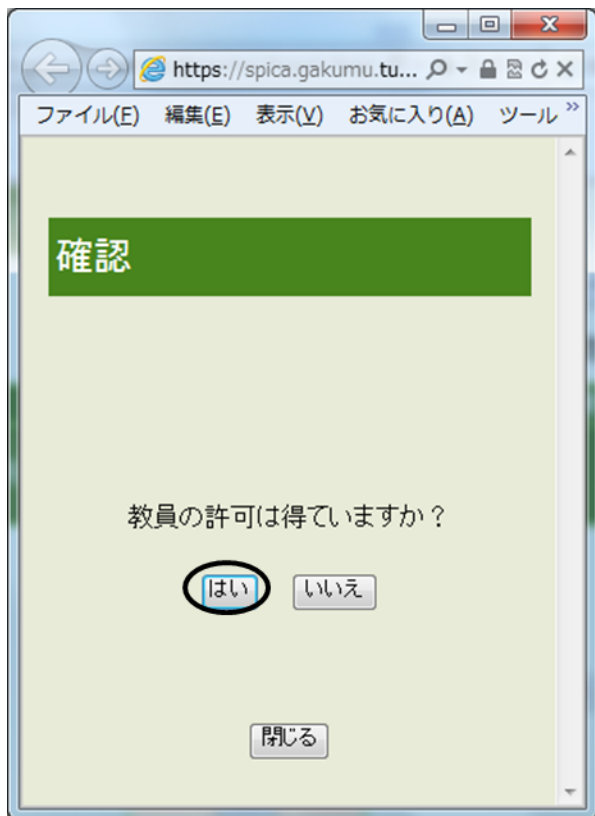 https://spica.gakumu.tu...
ファイル(F) 編集(E) 表示(V) お気に入り(A) ツール »
確認
教員の許可は得ていますか？
はい いいえ
閉じる